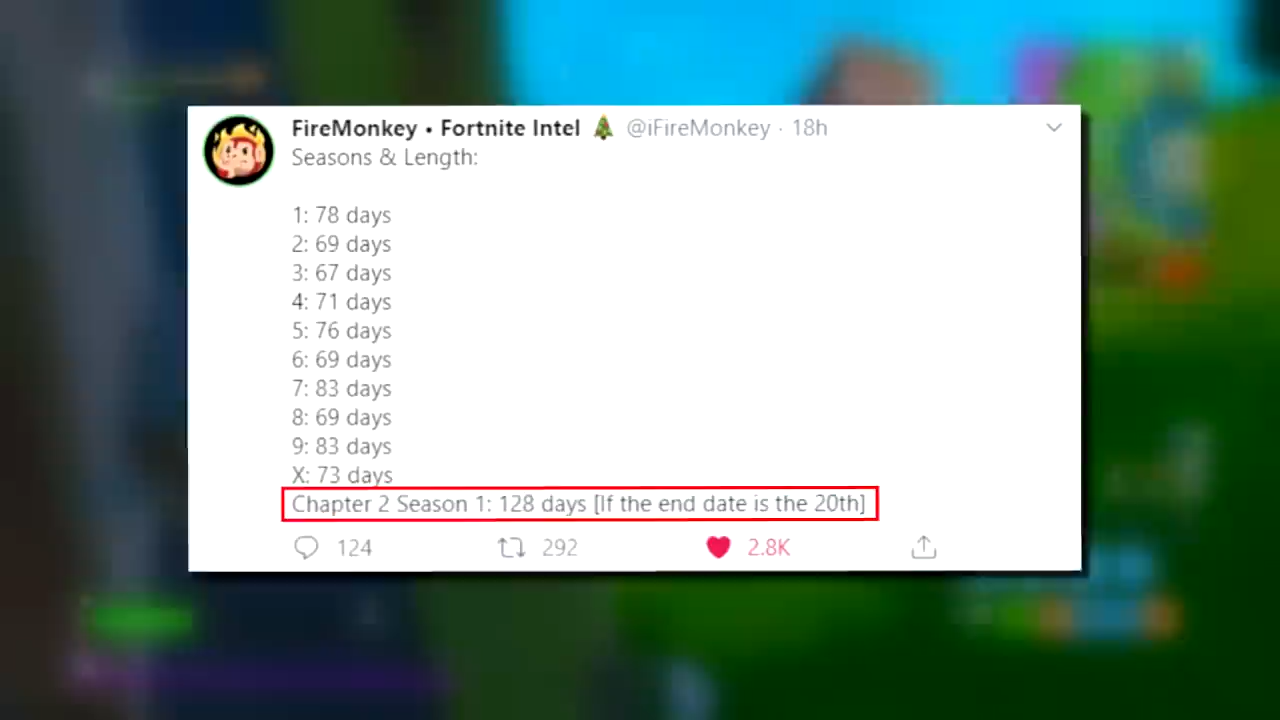 FireMonkey • Fortnite Intel 🎄 @iFireMonkey · 18h
Seasons & Length:
1: 78 days
2: 69 days
3: 67 days
4: 71 days
5: 76 days
6: 69 days
7: 83 days
8: 69 days
9: 83 days
X: 73 days
Chapter 2 Season 1: 128 days [If the end date is the 20th]
124 292 2.8K